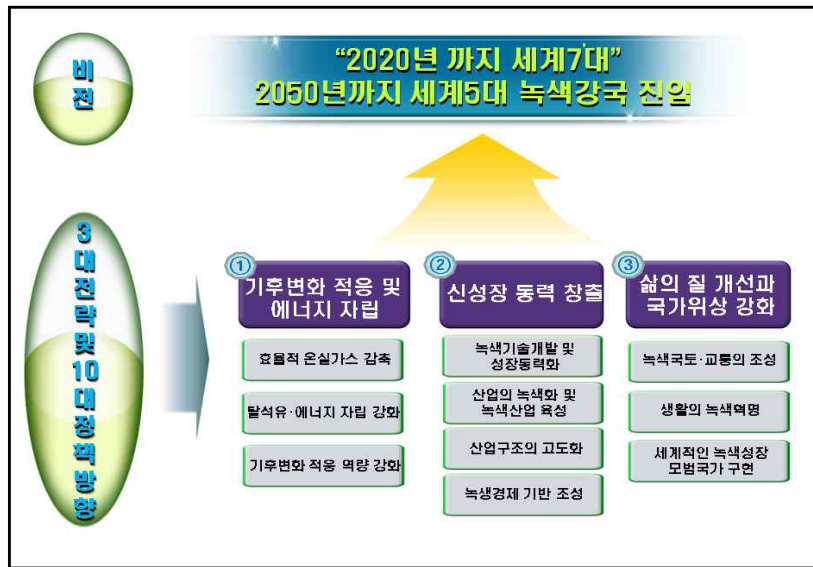 비전
“2020년 까지 세계7대”
2050년까지 세계5대 녹색강국 진입
3대전략 및 10대정책방향
①
기후변화 적응 및
에너지 자립
효율적 온실가스 감축
탈석유·에너지 자립 강화
기후변화 적응 역량 강화
②
신성장 동력 창출
녹색기술개발 및
성장동력화
산업의 녹색화 및
녹색산업 육성
산업구조의 고도화
녹생경제 기반 조성
③
삶의 질 개선과
국가위상 강화
녹색국토·교통의 조성
생활의 녹색혁명
세계적인 녹색성장
모범국가 구현